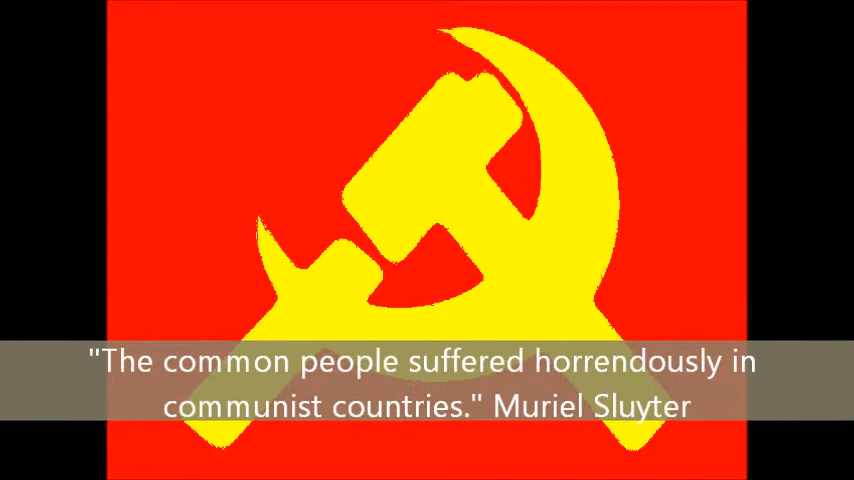 "The common people suffered horrendously in
communist countries." Muriel Sluyter